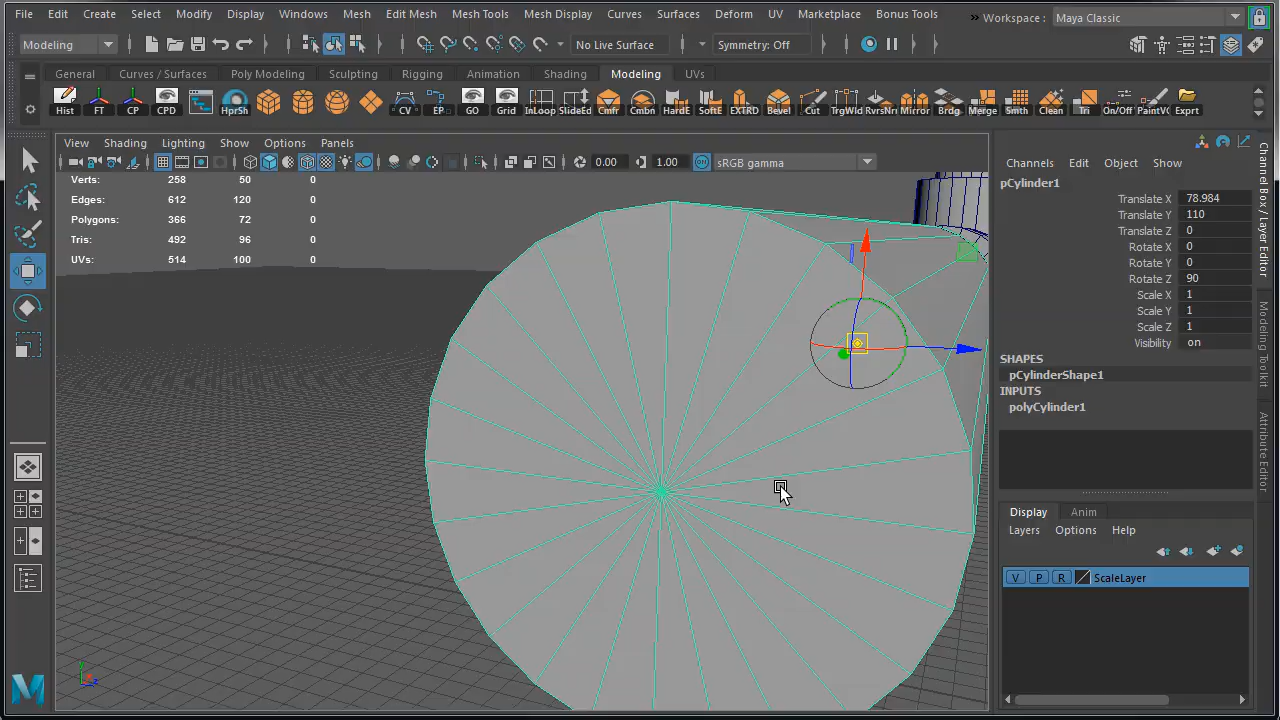 File Edit Create Select Modify Display Windows Mesh Edit Mesh Mesh Tools Mesh Display Curves Surfaces Deform UV Marketplace Bonus Tools » Workspace : Maya Classic
Modeling No Live Surface Symmetry: Off
General Curves / Surfaces Poly Modeling Sculpting Rigging Animation Shading Modeling UVs
Hist FT CP CPD HprSh CV EP GO Grid InLoop SlideEd Cmfr Cmbn HardE SoftE EXTRD Bevel Cut TrgWld RvrsNr Mirror Brdg Merge Smth Clean Tri On/Off PaintVC Exprt
View Shading Lighting Show Options Panels
0.00 1.00 ON sRGB gamma
Verts: 258 50 0
Edges: 612 120 0
Polygons: 366 72 0
Tris: 492 96 0
UVs: 514 100 0
Channels Edit Object Show
pCylinder1
Translate X 78.984
Translate Y 110
Translate Z 0
Rotate X 0
Rotate Y 0
Rotate Z 90
Scale X 1
Scale Y 1
Scale Z 1
Visibility on
SHAPES
pCylinderShape1
INPUTS
polyCylinder1
Display Anim
Layers Options Help
V P R ScaleLayer
Channel Box / Layer Editor
Modeling Toolkit
Attribute Editor